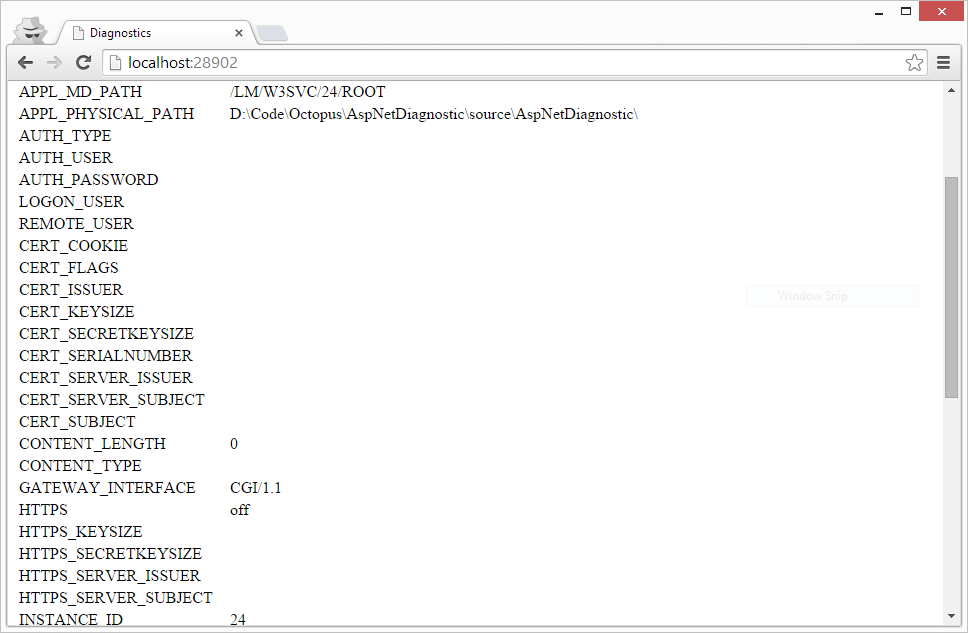 Diagnostics
localhost:28902
APPL_MD_PATH /LM/W3SVC/24/ROOT
APPL_PHYSICAL_PATH D:\Code\Octopus\AspNetDiagnostic\source\AspNetDiagnostic\
AUTH_TYPE
AUTH_USER
AUTH_PASSWORD
LOGON_USER
REMOTE_USER
CERT_COOKIE
CERT_FLAGS
CERT_ISSUER
Window Snip
CERT_KEYSIZE
CERT_SECRETKEYSIZE
CERT_SERIALNUMBER
CERT_SERVER_ISSUER
CERT_SERVER_SUBJECT
CERT_SUBJECT
CONTENT_LENGTH 0
CONTENT_TYPE
GATEWAY_INTERFACE CGI/1.1
HTTPS off
HTTPS_KEYSIZE
HTTPS_SECRETKEYSIZE
HTTPS_SERVER_ISSUER
HTTPS_SERVER_SUBJECT
INSTANCE_ID 24